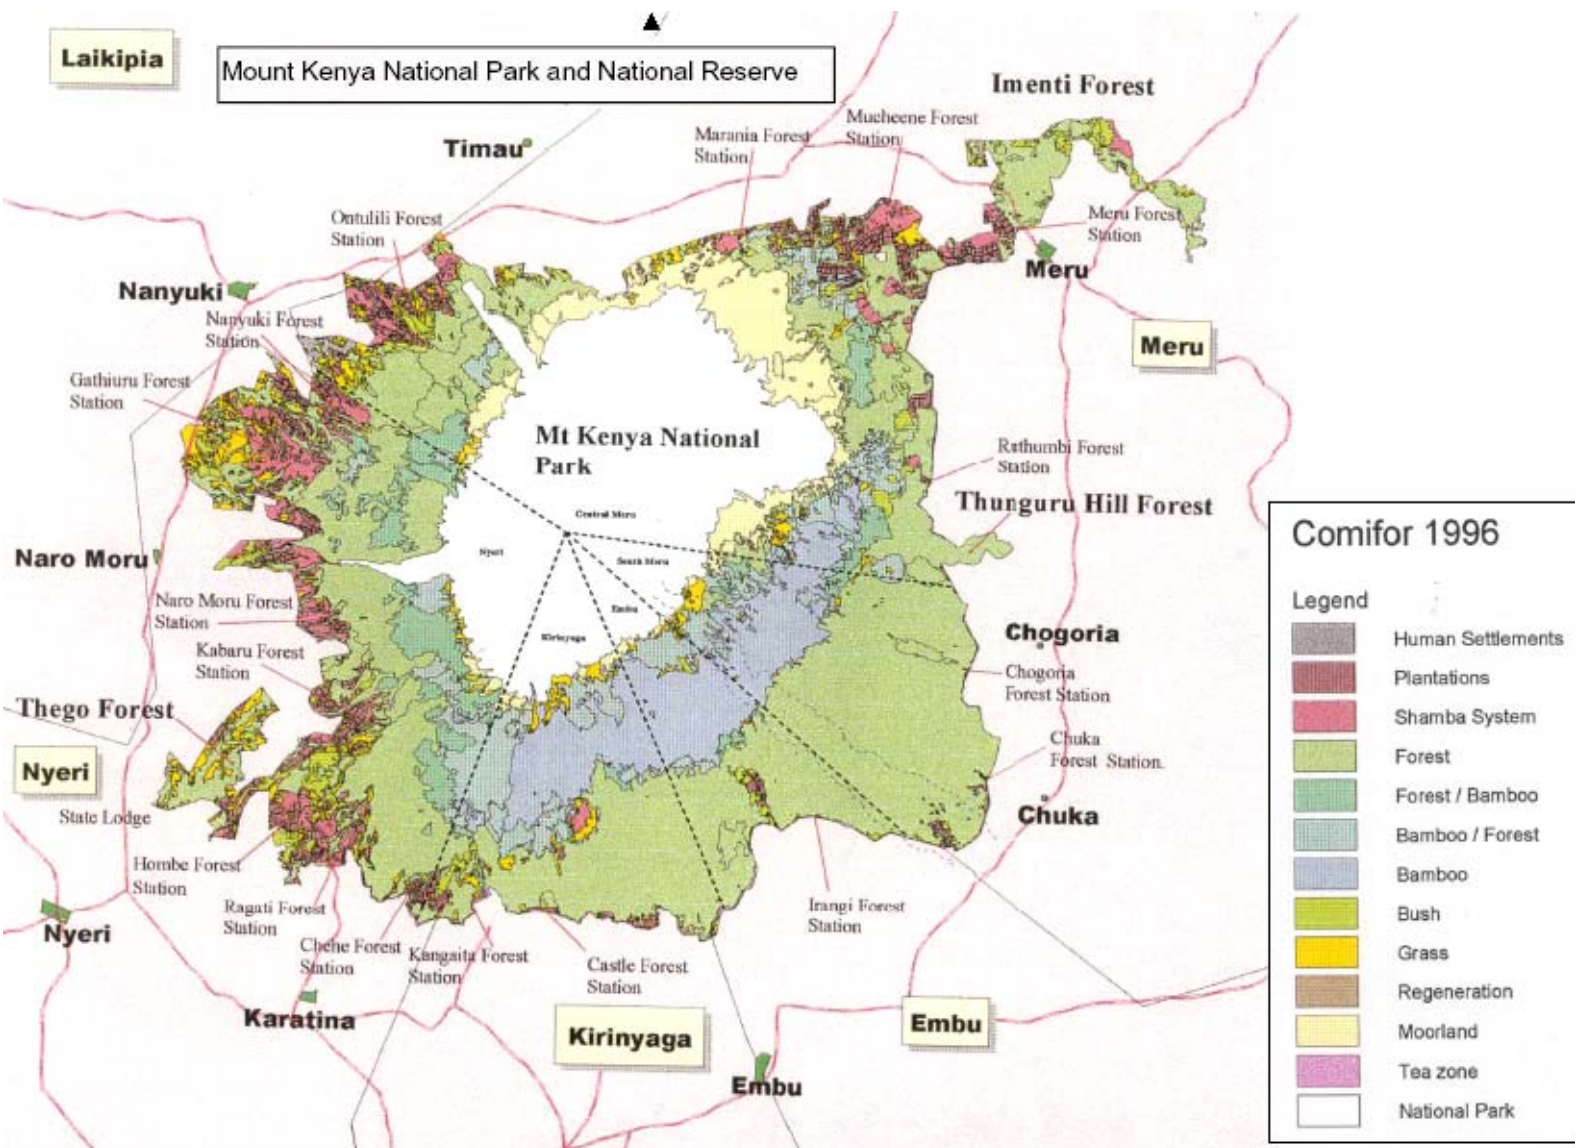 Laikipia
Mount Kenya National Park and National Reserve
Imenti Forest
Timau
Marania Forest
Station
Mucheene Forest
Station
Ontulili Forest
Station
Meru Forest
Station
Meru
Nanyuki
Nanyuki Forest
Station
Meru
Gathiuru Forest
Station
Mt Kenya National
Park
Ruthumbi Forest
Station
Thunguru Hill Forest
Central Meru
Nyeri
South Meru
Embu
Kirinyaga
Naro Moru
Naro Moru Forest
Station
Kabaru Forest
Station
Chogoria
Chogoria
Forest Station
Thego Forest
Nyeri
State Lodge
Chuka
Forest Station.
Chuka
Hombe Forest
Station
Ragati Forest
Station
Chehe Forest
Station
Kangaita Forest
Station
Castle Forest
Station
Irangi Forest
Station
Nyeri
Karatina
Kirinyaga
Embu
Embu
Comifor 1996
Legend
Human Settlements
Plantations
Shamba System
Forest
Forest / Bamboo
Bamboo / Forest
Bamboo
Bush
Grass
Regeneration
Moorland
Tea zone
National Park